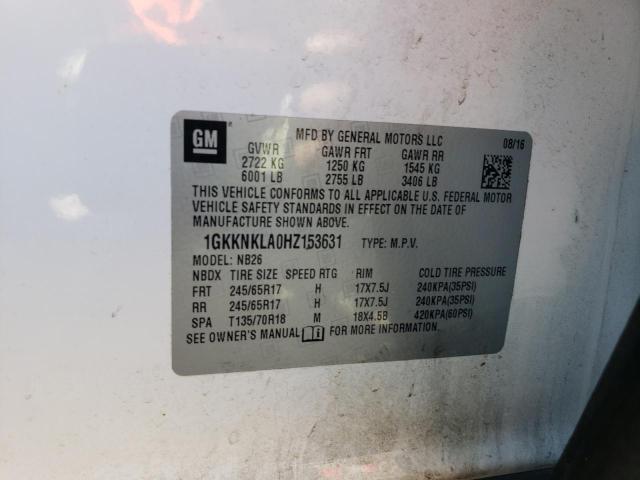 GM
MFD BY GENERAL MOTORS LLC 08/16
GVWR GAWR FRT GAWR RR
2722 KG 1250 KG 1545 KG
6001 LB 2755 LB 3406 LB
THIS VEHICLE CONFORMS TO ALL APPLICABLE U.S. FEDERAL MOTOR
VEHICLE SAFETY STANDARDS IN EFFECT ON THE DATE OF
MANUFACTURE SHOWN ABOVE.
1GKKNKLA0HZ153631 TYPE: M.P.V.
MODEL: NB26
NBDX TIRE SIZE SPEED RTG RIM COLD TIRE PRESSURE
FRT 245/65R17 H 17X7.5J 240KPA(35PSI)
RR 245/65R17 H 17X7.5J 240KPA(35PSI)
SPA T135/70R18 M 18X4.5B 420KPA(60PSI)
SEE OWNER'S MANUAL FOR MORE INFORMATION.